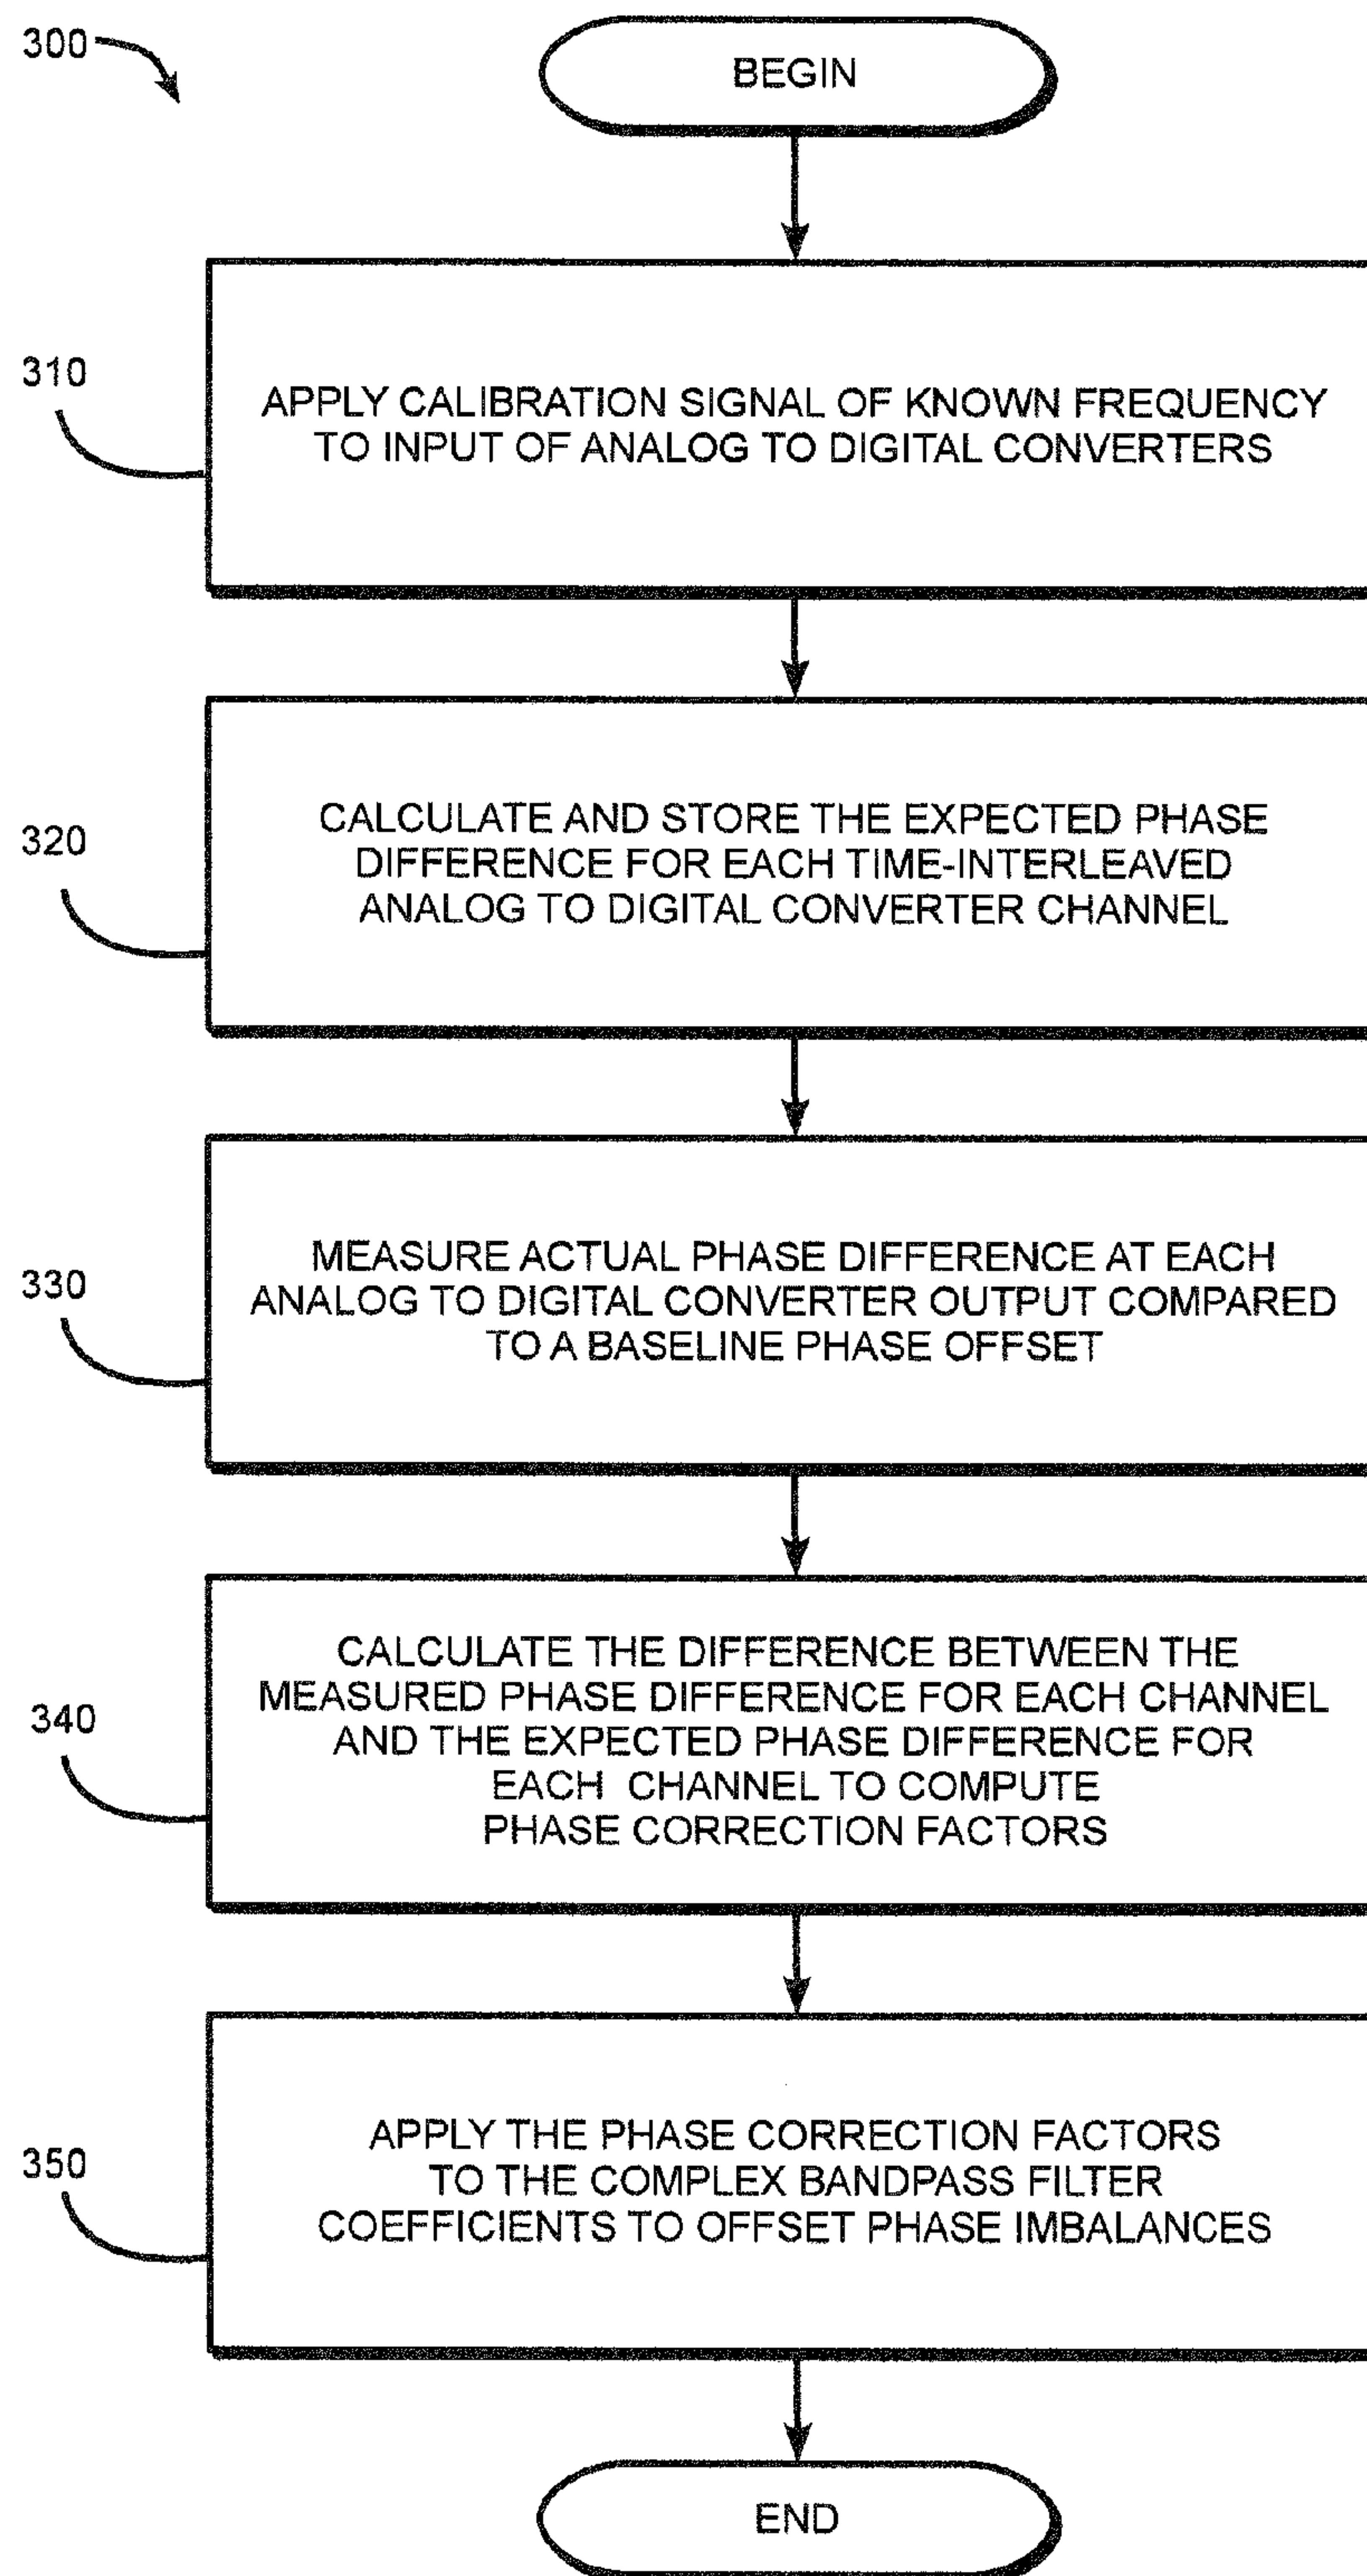 300
BEGIN
310
APPLY CALIBRATION SIGNAL OF KNOWN FREQUENCY
TO INPUT OF ANALOG TO DIGITAL CONVERTERS
320
CALCULATE AND STORE THE EXPECTED PHASE
DIFFERENCE FOR EACH TIME-INTERLEAVED
ANALOG TO DIGITAL CONVERTER CHANNEL
330
MEASURE ACTUAL PHASE DIFFERENCE AT EACH
ANALOG TO DIGITAL CONVERTER OUTPUT COMPARED
TO A BASELINE PHASE OFFSET
340
CALCULATE THE DIFFERENCE BETWEEN THE
MEASURED PHASE DIFFERENCE FOR EACH CHANNEL
AND THE EXPECTED PHASE DIFFERENCE FOR
EACH CHANNEL TO COMPUTE
PHASE CORRECTION FACTORS
350
APPLY THE PHASE CORRECTION FACTORS
TO THE COMPLEX BANDPASS FILTER
COEFFICIENTS TO OFFSET PHASE IMBALANCES
END